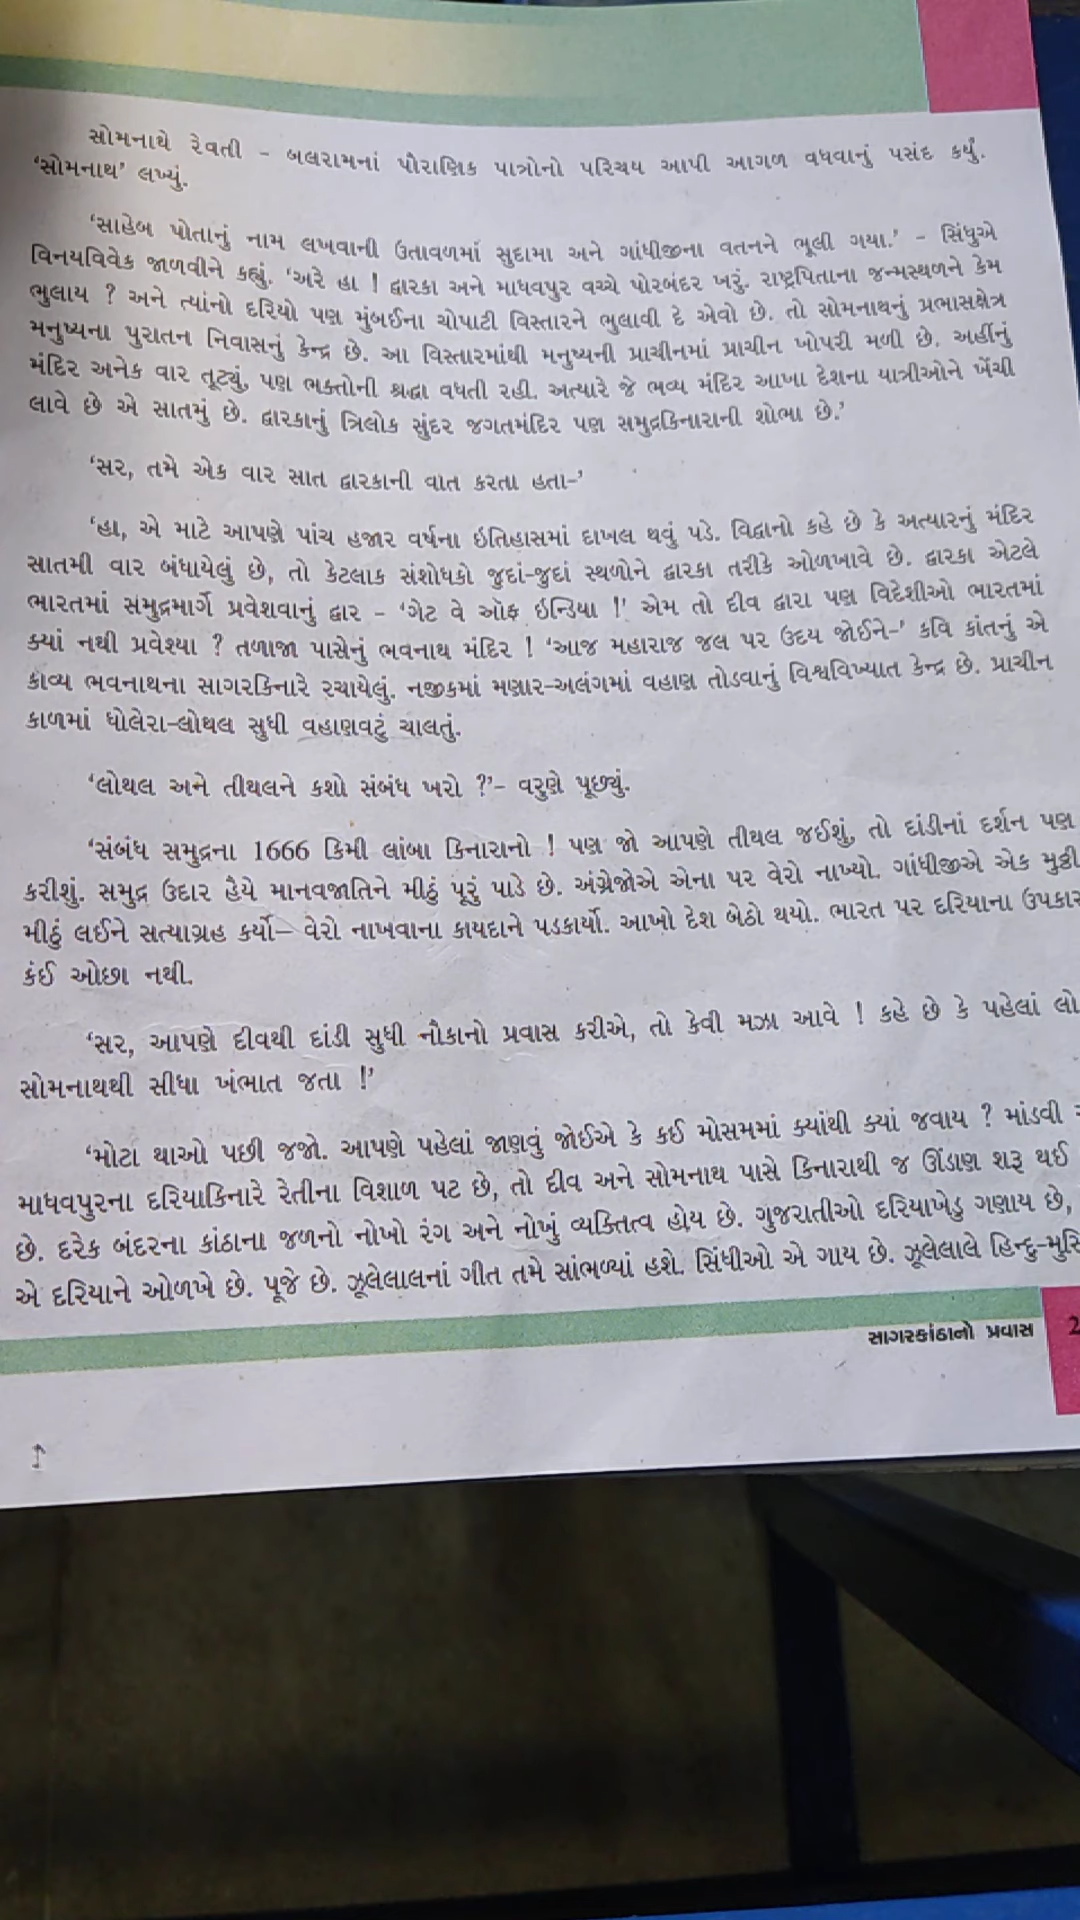 સોમનાથે રેવતી – બલરામનાં પૌરાણિક પાત્રોનો પરિચય આપી આગળ વધવાનું પસંદ કર્યું.
‘સોમનાથ’ લખ્યું.
‘સાહેબ પોતાનું નામ લખવાની ઉતાવળમાં સુદામા અને ગાંધીજીના વતનને ભૂલી ગયા.’ – સિંધુએ
વિનયવિવેક જાળવીને કહ્યું. ‘અરે હા ! દ્વારકા અને માધવપુર વચ્ચે પોરબંદર ખરું. રાષ્ટ્રપિતાના જન્મસ્થળને કેમ
ભુલાય ? અને ત્યાંનો દરિયો પણ મુંબઈના ચોપાટી વિસ્તારને ભુલાવી દે એવો છે. તો સોમનાથનું પ્રભાસક્ષેત્ર
મનુષ્યના પુરાતન નિવાસનું કેન્દ્ર છે. આ વિસ્તારમાંથી મનુષ્યની પ્રાચીનમાં પ્રાચીન ખોપરી મળી છે. અહીંનું
મંદિર અનેક વાર તૂટ્યું, પણ ભક્તોની શ્રદ્ધા વધતી રહી. અત્યારે જે ભવ્ય મંદિર આખા દેશના યાત્રીઓને ખેંચી
લાવે છે એ સાતમું છે. દ્વારકાનું ત્રિલોક સુંદર જગતમંદિર પણ સમુદ્રકિનારાની શોભા છે.’
‘સર, તમે એક વાર સાત દ્વારકાની વાત કરતા હતા–’
‘હા, એ માટે આપણે પાંચ હજાર વર્ષના ઇતિહાસમાં દાખલ થવું પડે. વિદ્વાનો કહે છે કે અત્યારનું મંદિર
સાતમી વાર બંધાયેલું છે, તો કેટલાક સંશોધકો જુદાં-જુદાં સ્થળોને દ્વારકા તરીકે ઓળખાવે છે. દ્વારકા એટલે
ભારતમાં સમુદ્રમાર્ગે પ્રવેશવાનું દ્વાર – ‘ગેટ વે ઑફ ઇન્ડિયા !’ એમ તો દીવ દ્વારા પણ વિદેશીઓ ભારતમાં
ક્યાં નથી પ્રવેશ્યા ? તળાજા પાસેનું ભવનાથ મંદિર ! ‘આજ મહારાજ જલ પર ઉદય જોઈને–’ કવિ કાંતનું એ
કાવ્ય ભવનાથના સાગરકિનારે રચાયેલું. નજીકમાં મણાર-અલંગમાં વહાણ તોડવાનું વિશ્વવિખ્યાત કેન્દ્ર છે. પ્રાચીન
કાળમાં ધોલેરા-લોથલ સુધી વહાણવટું ચાલતું.
‘લોથલ અને તીથલને કશો સંબંધ ખરો ?’– વરુણે પૂછ્યું.
‘સંબંધ સમુદ્રના 1666 કિમી લાંબા કિનારાનો ! પણ જો આપણે તીથલ જઈશું, તો દાંડીનાં દર્શન પણ
કરીશું. સમુદ્ર ઉદાર હૈયે માનવજાતિને મીઠું પૂરું પાડે છે. અંગ્રેજોએ એના પર વેરો નાખ્યો. ગાંધીજીએ એક મુઠ્ઠી
મીઠું લઈને સત્યાગ્રહ કર્યો– વેરો નાખવાના કાયદાને પડકાર્યો. આખો દેશ બેઠો થયો. ભારત પર દરિયાના ઉપકાર
કંઈ ઓછા નથી.
‘સર, આપણે દીવથી દાંડી સુધી નૌકાનો પ્રવાસ કરીએ, તો કેવી મઝા આવે ! કહે છે કે પહેલાં લો
સોમનાથથી સીધા ખંભાત જતા !’
‘મોટા થાઓ પછી જજો. આપણે પહેલાં જાણવું જોઈએ કે કઈ મોસમમાં ક્યાંથી ક્યાં જવાય ? માંડવી
માધવપુરના દરિયાકિનારે રેતીના વિશાળ પટ છે, તો દીવ અને સોમનાથ પાસે કિનારાથી જ ઊંડાણ શરૂ થઈ
છે. દરેક બંદરના કાંઠાના જળનો નોખો રંગ અને નોખું વ્યક્તિત્વ હોય છે. ગુજરાતીઓ દરિયાખેડુ ગણાય છે,
એ દરિયાને ઓળખે છે. પૂજે છે. ઝૂલેલાલનાં ગીત તમે સાંભળ્યાં હશે. સિંધીઓ એ ગાય છે. ઝૂલેલાલે હિન્દુ-મુસ્
સાગરકાંઠાનો પ્રવાસ 2